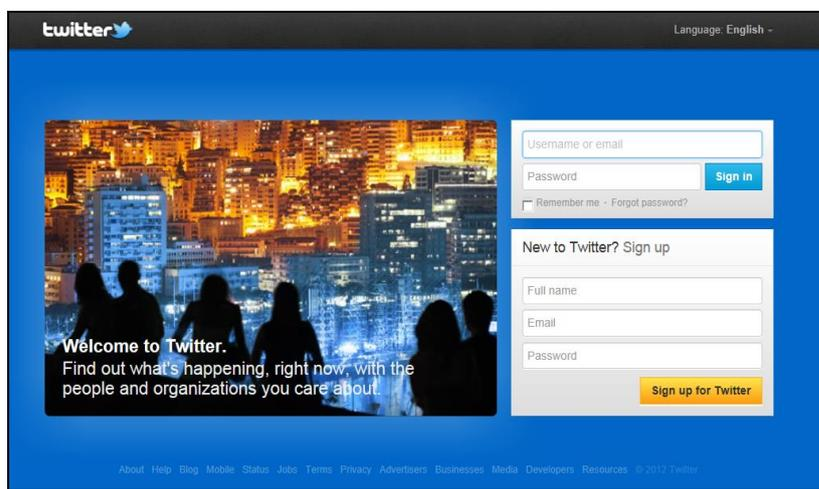 twitter
Language: English
Username or email
Password
Sign in
Remember me · Forgot password?
New to Twitter? Sign up
Full name
Email
Password
Sign up for Twitter
Welcome to Twitter.
Find out what's happening, right now, with the
people and organizations you care about.
About Help Blog Mobile Status Jobs Terms Privacy Advertisers Businesses Media Developers Resources © 2012 Twitter